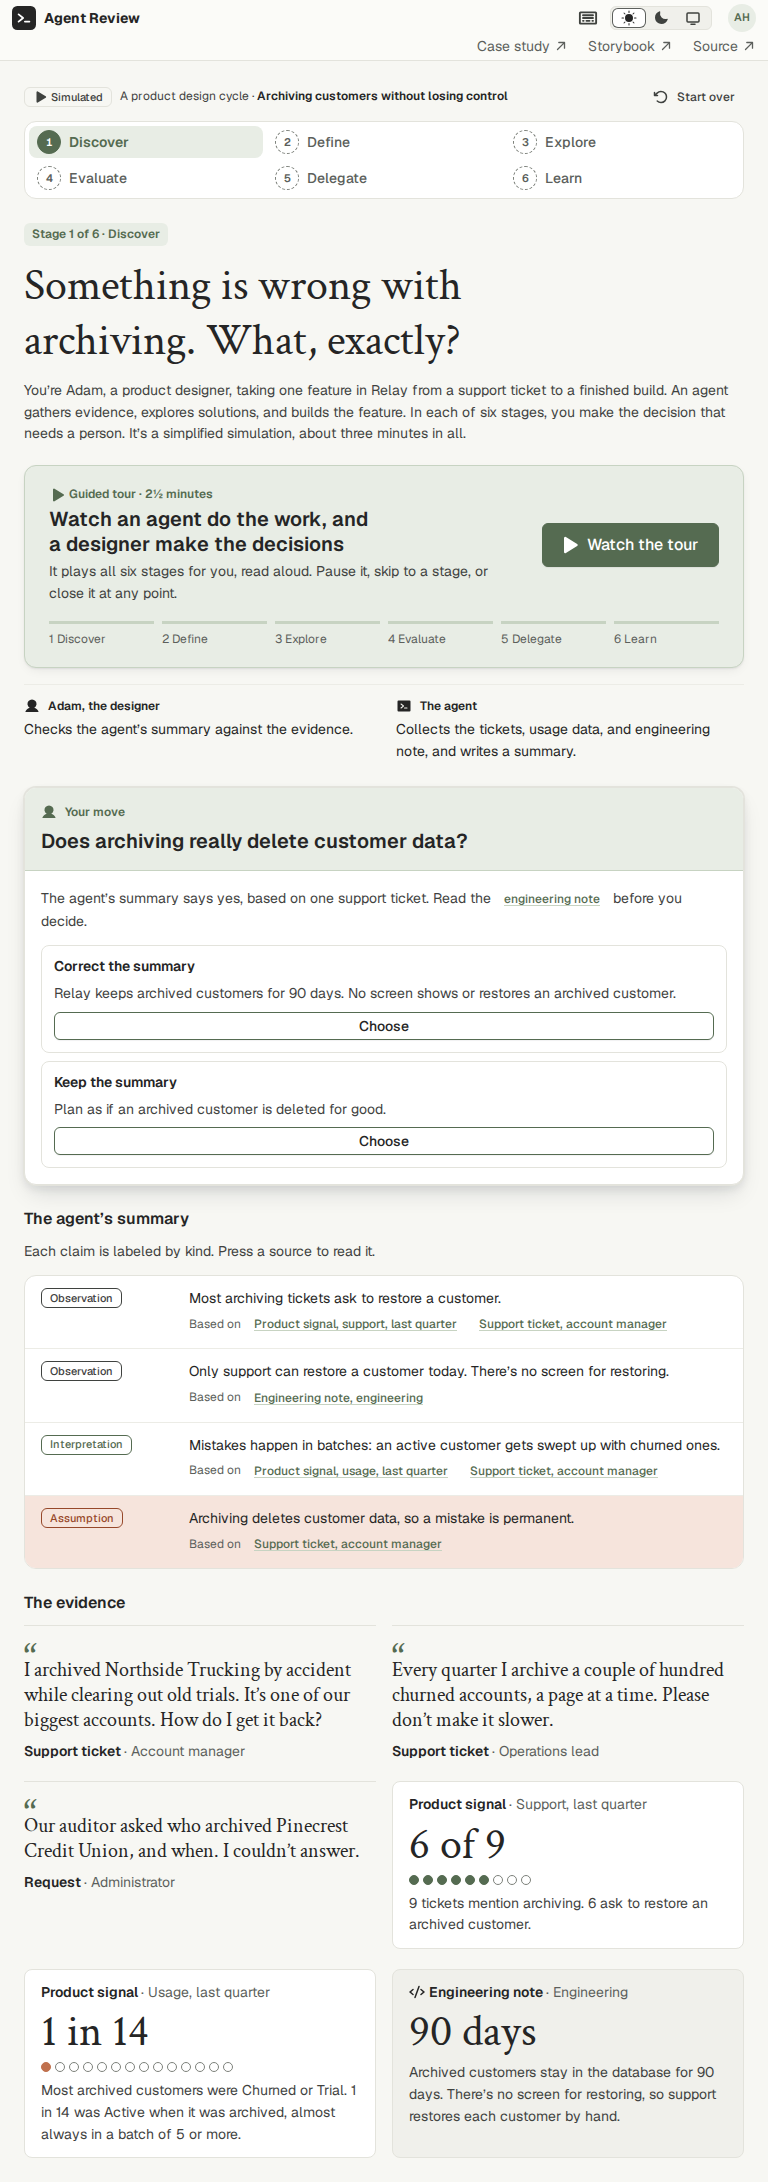 Agent Review
AH
Case study ↗ Storybook ↗ Source ↗
Simulated A product design cycle · Archiving customers without losing control Start over
1 Discover 2 Define 3 Explore
4 Evaluate 5 Delegate 6 Learn
Stage 1 of 6 · Discover
Something is wrong with
archiving. What, exactly?
You’re Adam, a product designer, taking one feature in Relay from a support ticket to a finished build. An agent
gathers evidence, explores solutions, and builds the feature. In each of six stages, you make the decision that
needs a person. It’s a simplified simulation, about three minutes in all.
Guided tour · 2½ minutes
Watch an agent do the work, and
a designer make the decisions
Watch the tour
It plays all six stages for you, read aloud. Pause it, skip to a stage, or
close it at any point.
1 Discover 2 Define 3 Explore 4 Evaluate 5 Delegate 6 Learn
Adam, the designer
Checks the agent’s summary against the evidence.
The agent
Collects the tickets, usage data, and engineering
note, and writes a summary.
Your move
Does archiving really delete customer data?
The agent’s summary says yes, based on one support ticket. Read the engineering note before you
decide.
Correct the summary
Relay keeps archived customers for 90 days. No screen shows or restores an archived customer.
Choose
Keep the summary
Plan as if an archived customer is deleted for good.
Choose
The agent’s summary
Each claim is labeled by kind. Press a source to read it.
Observation Most archiving tickets ask to restore a customer.
Based on Product signal, support, last quarter Support ticket, account manager
Observation Only support can restore a customer today. There’s no screen for restoring.
Based on Engineering note, engineering
Interpretation Mistakes happen in batches: an active customer gets swept up with churned ones.
Based on Product signal, usage, last quarter Support ticket, account manager
Assumption Archiving deletes customer data, so a mistake is permanent.
Based on Support ticket, account manager
The evidence
“
I archived Northside Trucking by accident
while clearing out old trials. It’s one of our
biggest accounts. How do I get it back?
Support ticket · Account manager
“
Every quarter I archive a couple of hundred
churned accounts, a page at a time. Please
don’t make it slower.
Support ticket · Operations lead
“
Our auditor asked who archived Pinecrest
Credit Union, and when. I couldn’t answer.
Request · Administrator
Product signal · Support, last quarter
6 of 9
9 tickets mention archiving. 6 ask to restore an
archived customer.
Product signal · Usage, last quarter
1 in 14
Most archived customers were Churned or Trial. 1
in 14 was Active when it was archived, almost
always in a batch of 5 or more.
Engineering note · Engineering
90 days
Archived customers stay in the database for 90
days. There’s no screen for restoring, so support
restores each customer by hand.